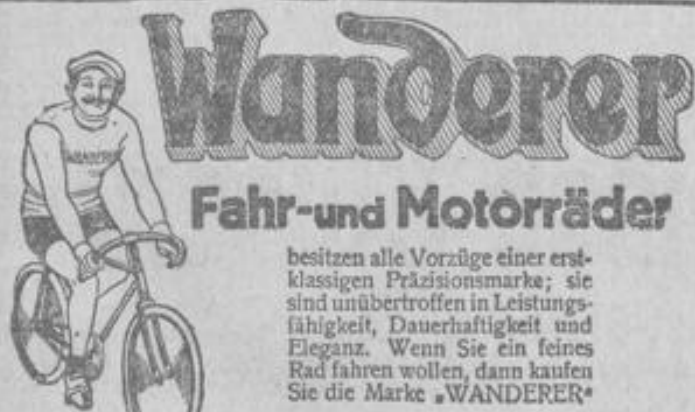 Wanderer
WANDERER
Fahr-und Motorräder
besitzen alle Vorzüge einer erst-
klassigen Präzisionsmarke; sie
sind unübertroffen in Leistungs-
fähigkeit, Dauerhaftigkeit und
Eleganz. Wenn Sie ein feines
Rad fahren wollen, dann kaufen
Sie die Marke „WANDERER“